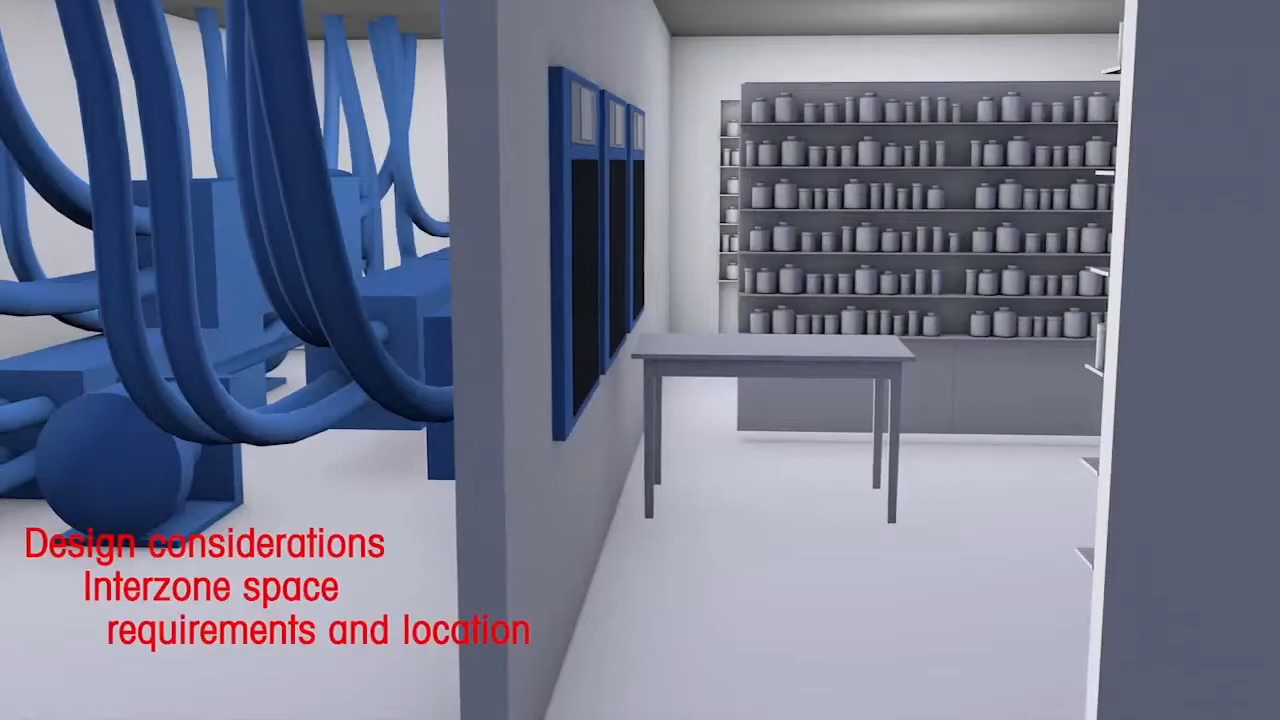 Design considerations
Interzone space
requirements and location